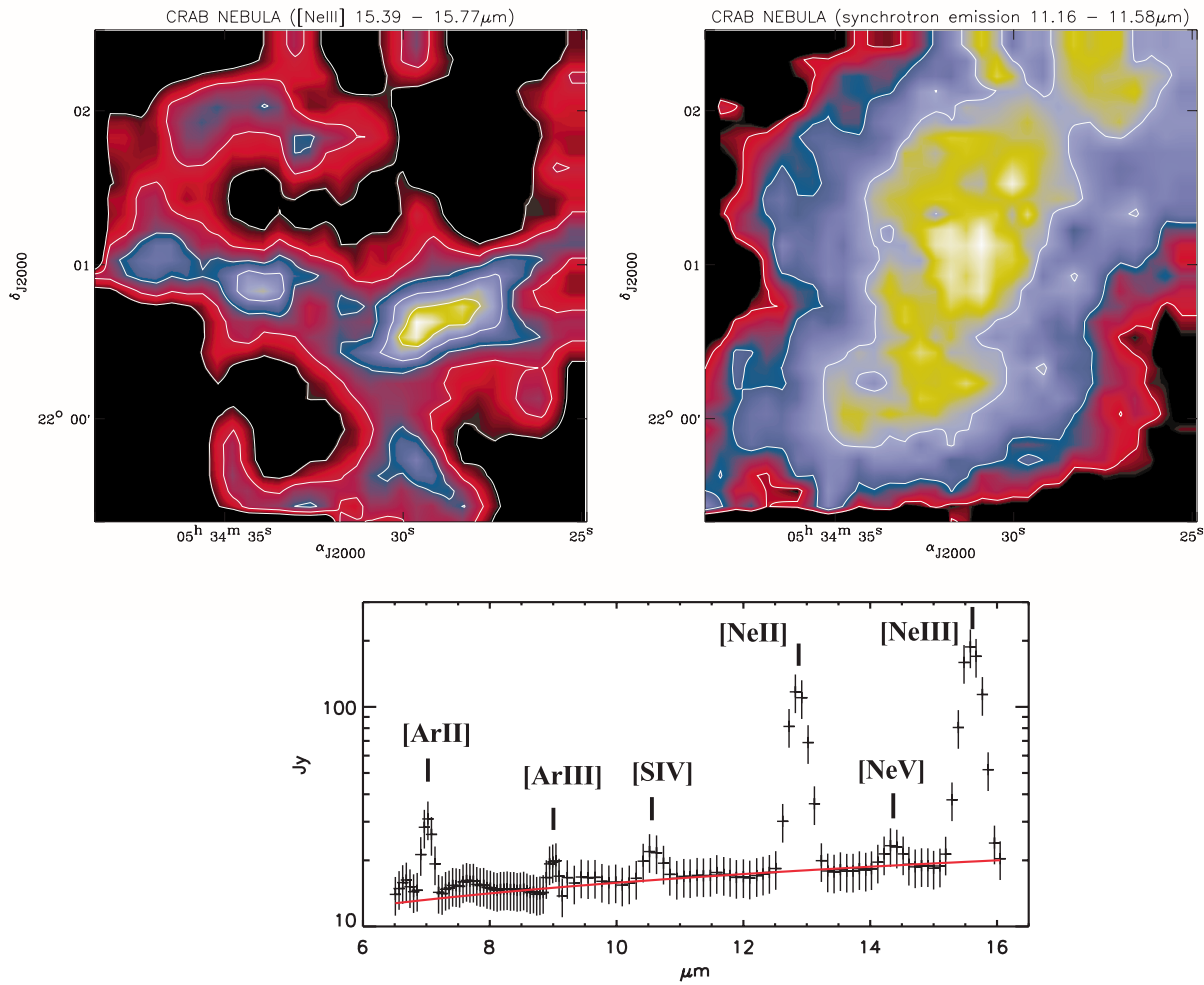 CRAB NEBULA ([NeIII] 15.39 – 15.77μm)
02
01
22° 00'
δJ2000
05h 34m 35s
30s
25s
αJ2000
CRAB NEBULA (synchrotron emission 11.16 – 11.58μm)
02
01
22° 00'
δJ2000
05h 34m 35s
30s
25s
αJ2000
[NeII]
[NeIII]
[ArII]
[ArIII]
[SIV]
[NeV]
100
10
Jy
6
8
10
12
14
16
μm